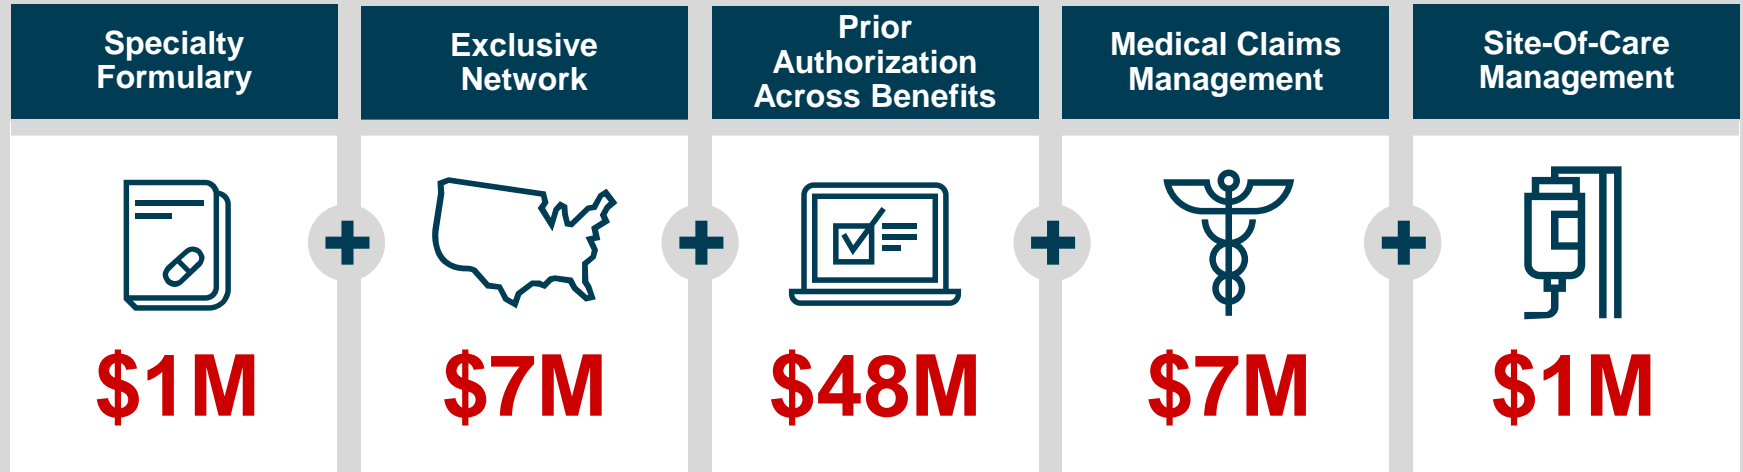 Specialty
Formulary
Exclusive
Network
Prior
Authorization
Across Benefits
Medical Claims
Management
Site-Of-Care
Management
$1M
$7M
$48M
$7M
$1M